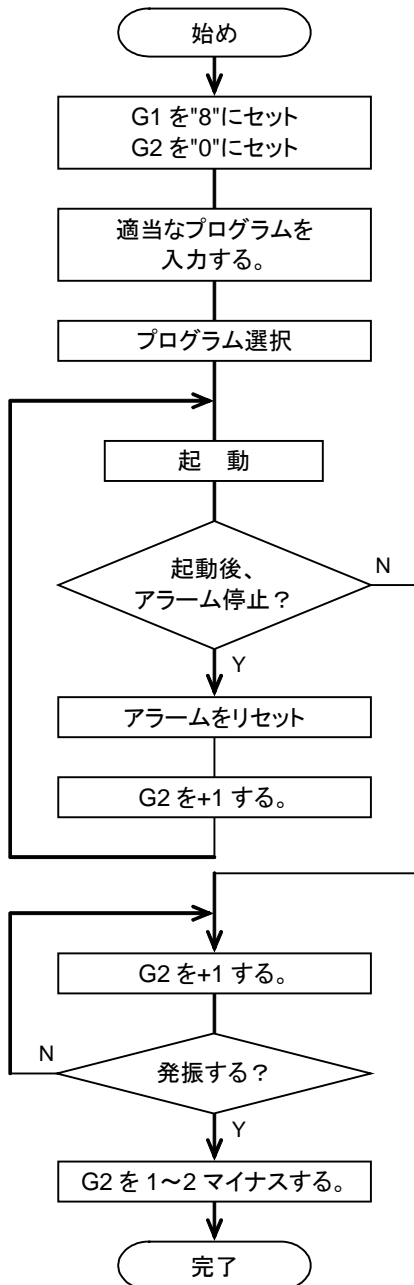 始め
G1 を"8"にセット
G2 を"0"にセット
適当なプログラムを
入力する。
プログラム選択
起　動
起動後、
アラーム停止？
N
Y
アラームをリセット
G2 を+1 する。
G2 を+1 する。
N
発振する？
Y
G2 を 1～2 マイナスする。
完了